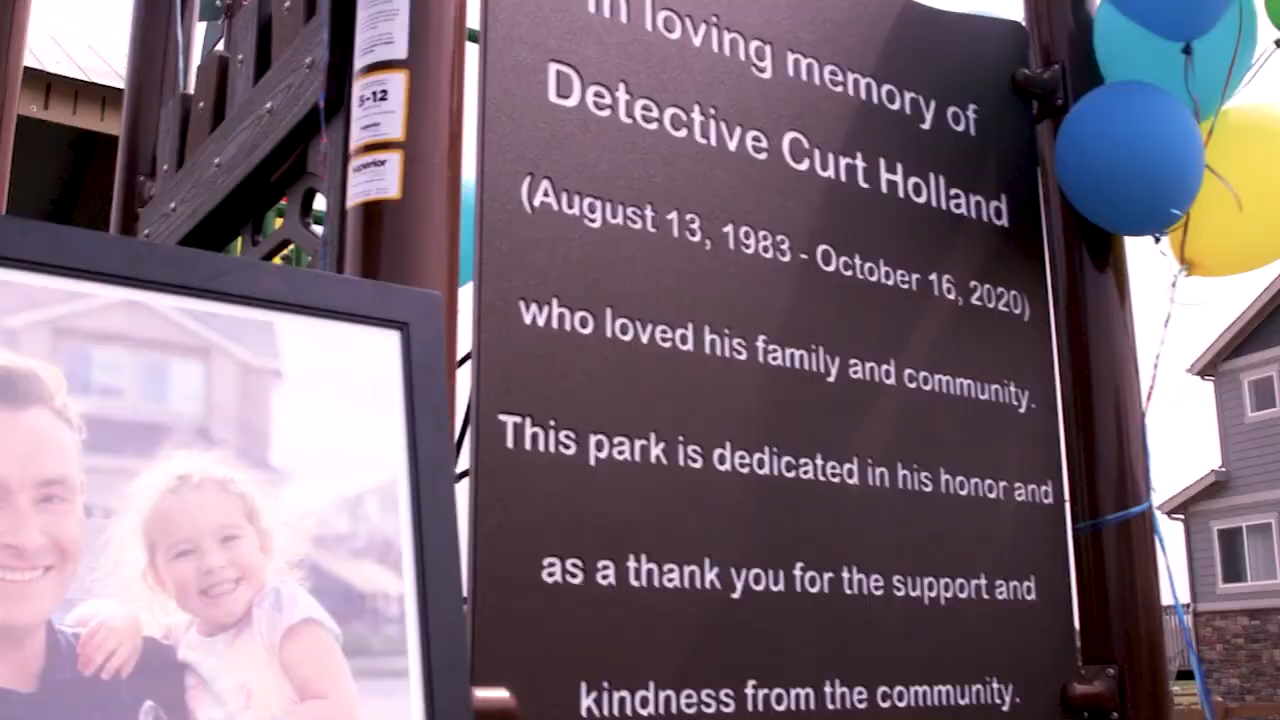 In loving memory of
Detective Curt Holland
(August 13, 1983 - October 16, 2020)
who loved his family and community.
This park is dedicated in his honor and
as a thank you for the support and
kindness from the community.
5-12
superior